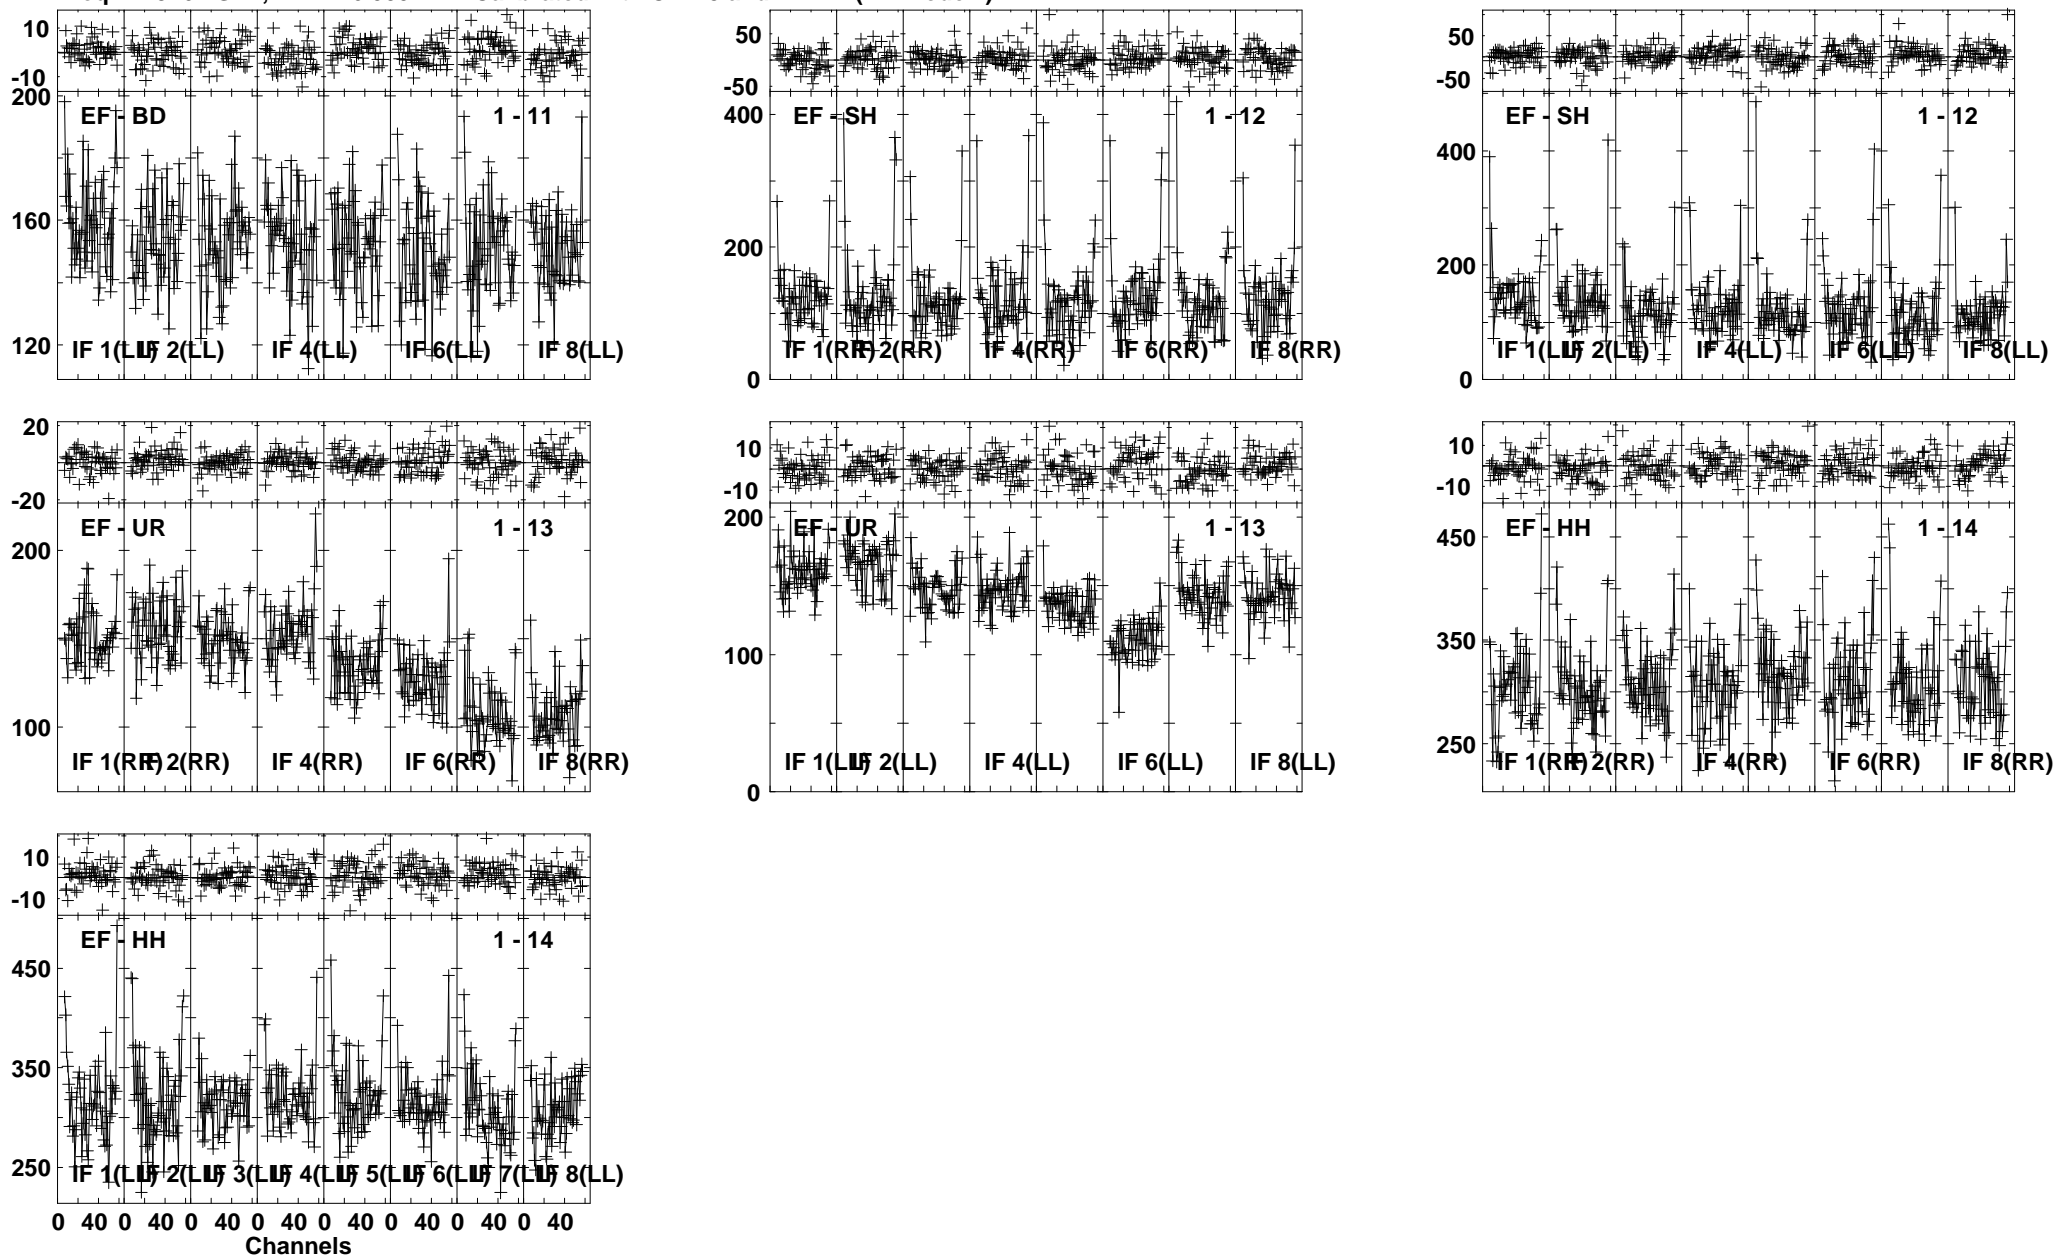 10
-10
200
160
120
EF - BD
1 - 11
IF 1(LL)
IF 2(LL)
IF 4(LL)
IF 6(LL)
IF 8(LL)
50
-50
400
200
0
EF - SH
1 - 12
IF 1(RR)
IF 2(RR)
IF 4(RR)
IF 6(RR)
IF 8(RR)
50
-50
400
200
0
EF - SH
1 - 12
IF 1(LL)
IF 2(LL)
IF 4(LL)
IF 6(LL)
IF 8(LL)
20
-20
200
100
EF - UR
1 - 13
IF 1(RR)
IF 2(RR)
IF 4(RR)
IF 6(RR)
IF 8(RR)
10
-10
200
100
0
EF - UR
1 - 13
IF 1(LL)
IF 2(LL)
IF 4(LL)
IF 6(LL)
IF 8(LL)
10
-10
450
350
250
EF - HH
1 - 14
IF 1(RR)
IF 2(RR)
IF 4(RR)
IF 6(RR)
IF 8(RR)
10
-10
450
350
250
EF - HH
1 - 14
IF 1(LL)
IF 2(LL)
IF 3(LL)
IF 4(LL)
IF 5(LL)
IF 6(LL)
IF 7(LL)
IF 8(LL)
0 40 0 40 0 40 0 40 0 40 0 40 0 40 0 40
Channels